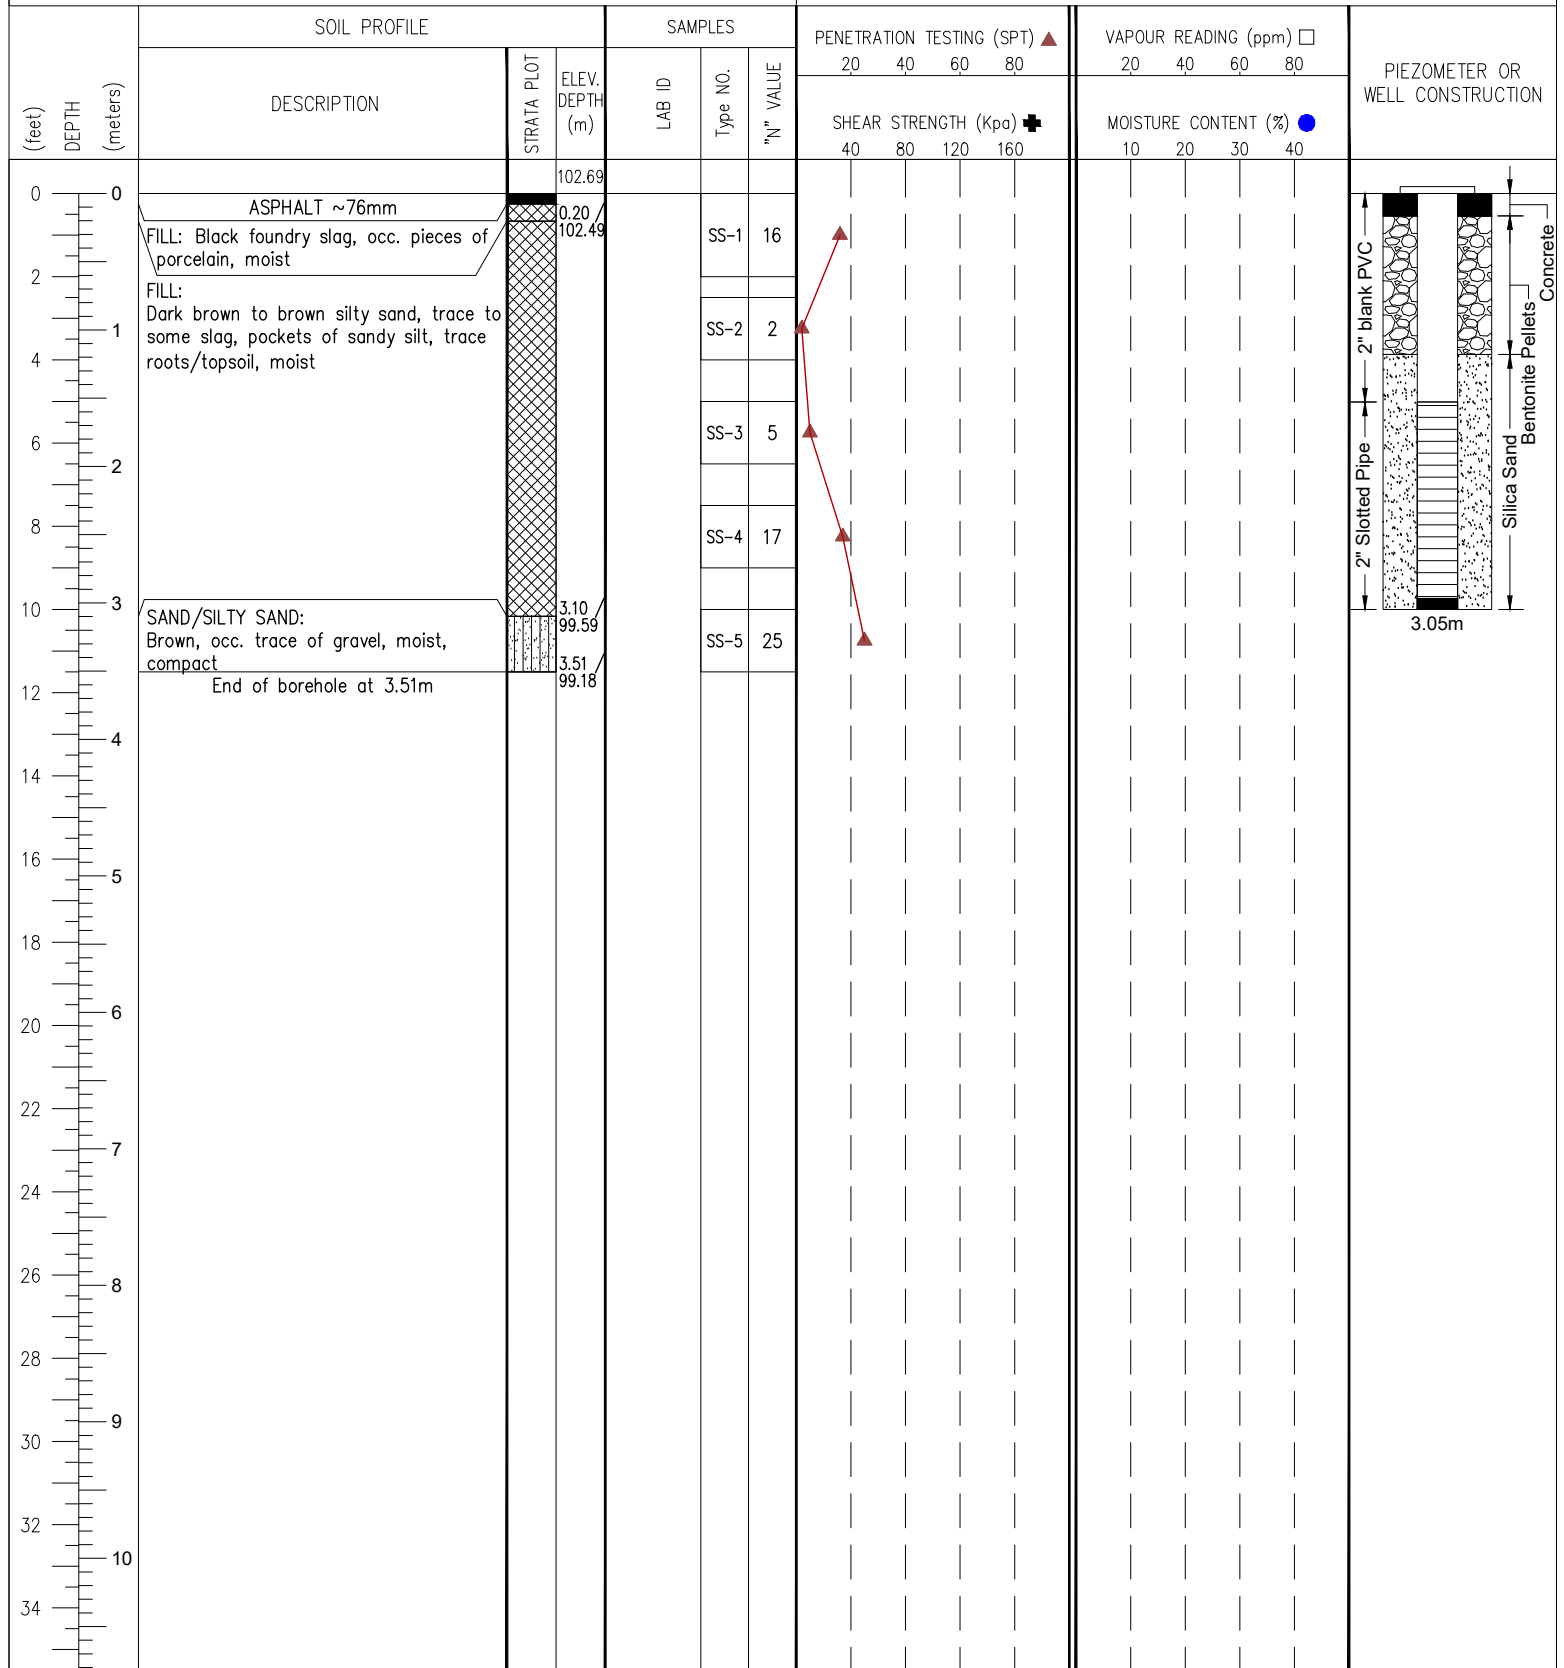 SOIL PROFILE
SAMPLES
PENETRATION TESTING (SPT)
20 40 60 80
SHEAR STRENGTH (Kpa)
40 80 120 160
VAPOUR READING (ppm)
20 40 60 80
MOISTURE CONTENT (%)
10 20 30 40
PIEZOMETER OR
WELL CONSTRUCTION
(feet)
DEPTH
(meters)
DESCRIPTION
STRATA PLOT
ELEV.
DEPTH
(m)
LAB ID
Type NO.
"N" VALUE
102.69
0
0
ASPHALT ~76mm
0.20
102.49
FILL: Black foundry slag, occ. pieces of
porcelain, moist
SS-1 16
2
FILL:
Dark brown to brown silty sand, trace to
some slag, pockets of sandy silt, trace
roots/topsoil, moist
1
SS-2 2
4
SS-3 5
6
2
8
SS-4 17
3
10
SAND/SILTY SAND:
Brown, occ. trace of gravel, moist,
compact
3.10
99.59
SS-5 25
3.51
99.18
End of borehole at 3.51m
12
4
14
16
5
18
6
20
22
7
24
26
8
28
9
30
32
10
34
2" blank PVC
2" Slotted Pipe
Concrete
Bentonite Pellets
Silica Sand
3.05m